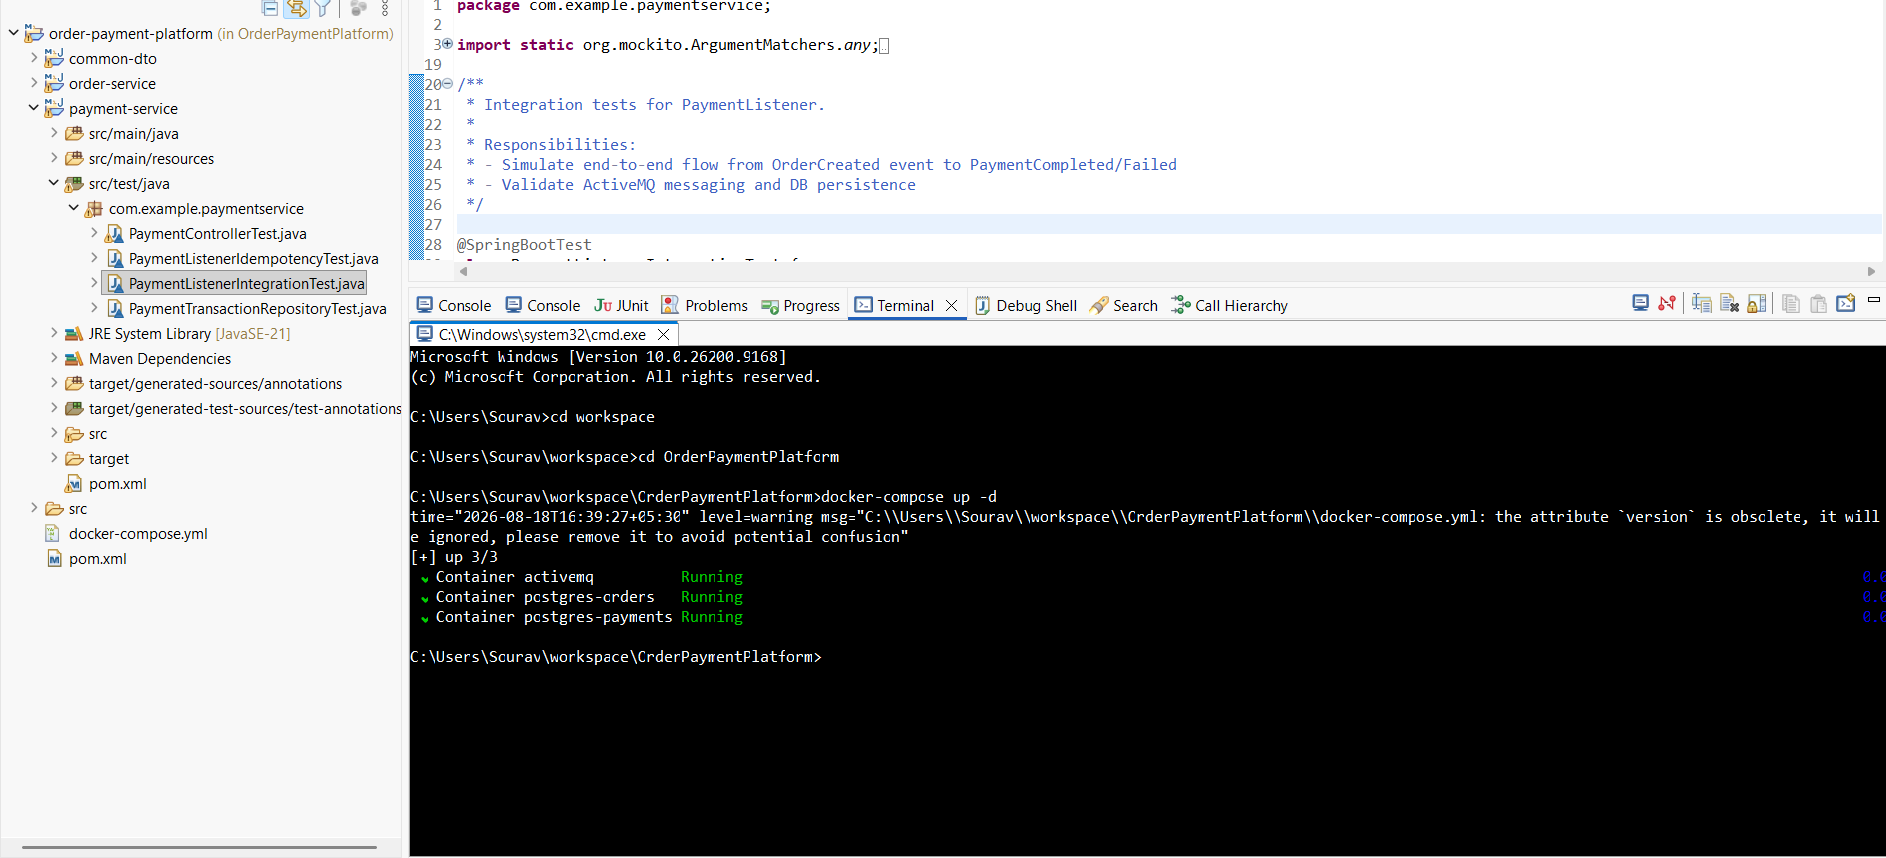 order-payment-platform (in OrderPaymentPlatform)
common-dto
order-service
payment-service
src/main/java
src/main/resources
src/test/java
com.example.paymentservice
PaymentControllerTest.java
PaymentListenerIdempotencyTest.java
PaymentListenerIntegrationTest.java
PaymentTransactionRepositoryTest.java
JRE System Library [JavaSE-21]
Maven Dependencies
target/generated-sources/annotations
target/generated-test-sources/test-annotations
src
target
pom.xml
src
docker-compose.yml
pom.xml
1 package com.example.paymentservice;
2
3 import static org.mockito.ArgumentMatchers.any;
19
20 /**
21 * Integration tests for PaymentListener.
22 *
23 * Responsibilities:
24 * - Simulate end-to-end flow from OrderCreated event to PaymentCompleted/Failed
25 * - Validate ActiveMQ messaging and DB persistence
26 */
27
28 @SpringBootTest
Console Console JUnit Problems Progress Terminal Debug Shell Search Call Hierarchy
C:\Windows\system32\cmd.exe
Microsoft Windows [Version 10.0.26200.9168]
(c) Microsoft Corporation. All rights reserved.
C:\Users\Sourav>cd workspace
C:\Users\Sourav\workspace>cd OrderPaymentPlatform
C:\Users\Sourav\workspace\OrderPaymentPlatform>docker-compose up -d
time="2026-08-18T16:39:27+05:30" level=warning msg="C:\\Users\\Sourav\\workspace\\OrderPaymentPlatform\\docker-compose.yml: the attribute `version` is obsolete, it will
e ignored, please remove it to avoid potential confusion"
[+] up 3/3
✔ Container activemq Running 0.0
✔ Container postgres-orders Running 0.0
✔ Container postgres-payments Running 0.0
C:\Users\Sourav\workspace\OrderPaymentPlatform>